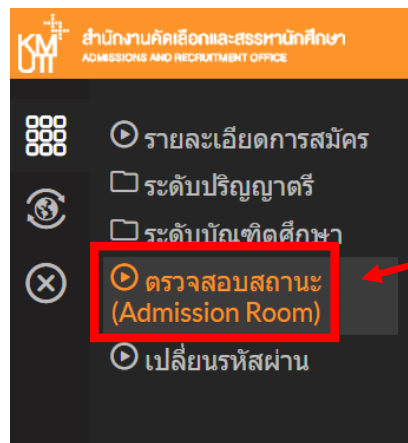 KMUTT
สำนักงานคัดเลือกและสรรหานักศึกษา
ADMISSIONS AND RECRUITMENT OFFICE
รายละเอียดการสมัคร
ระดับปริญญาตรี
ระดับบัณฑิตศึกษา
ตรวจสอบสถานะ
(Admission Room)
เปลี่ยนรหัสผ่าน